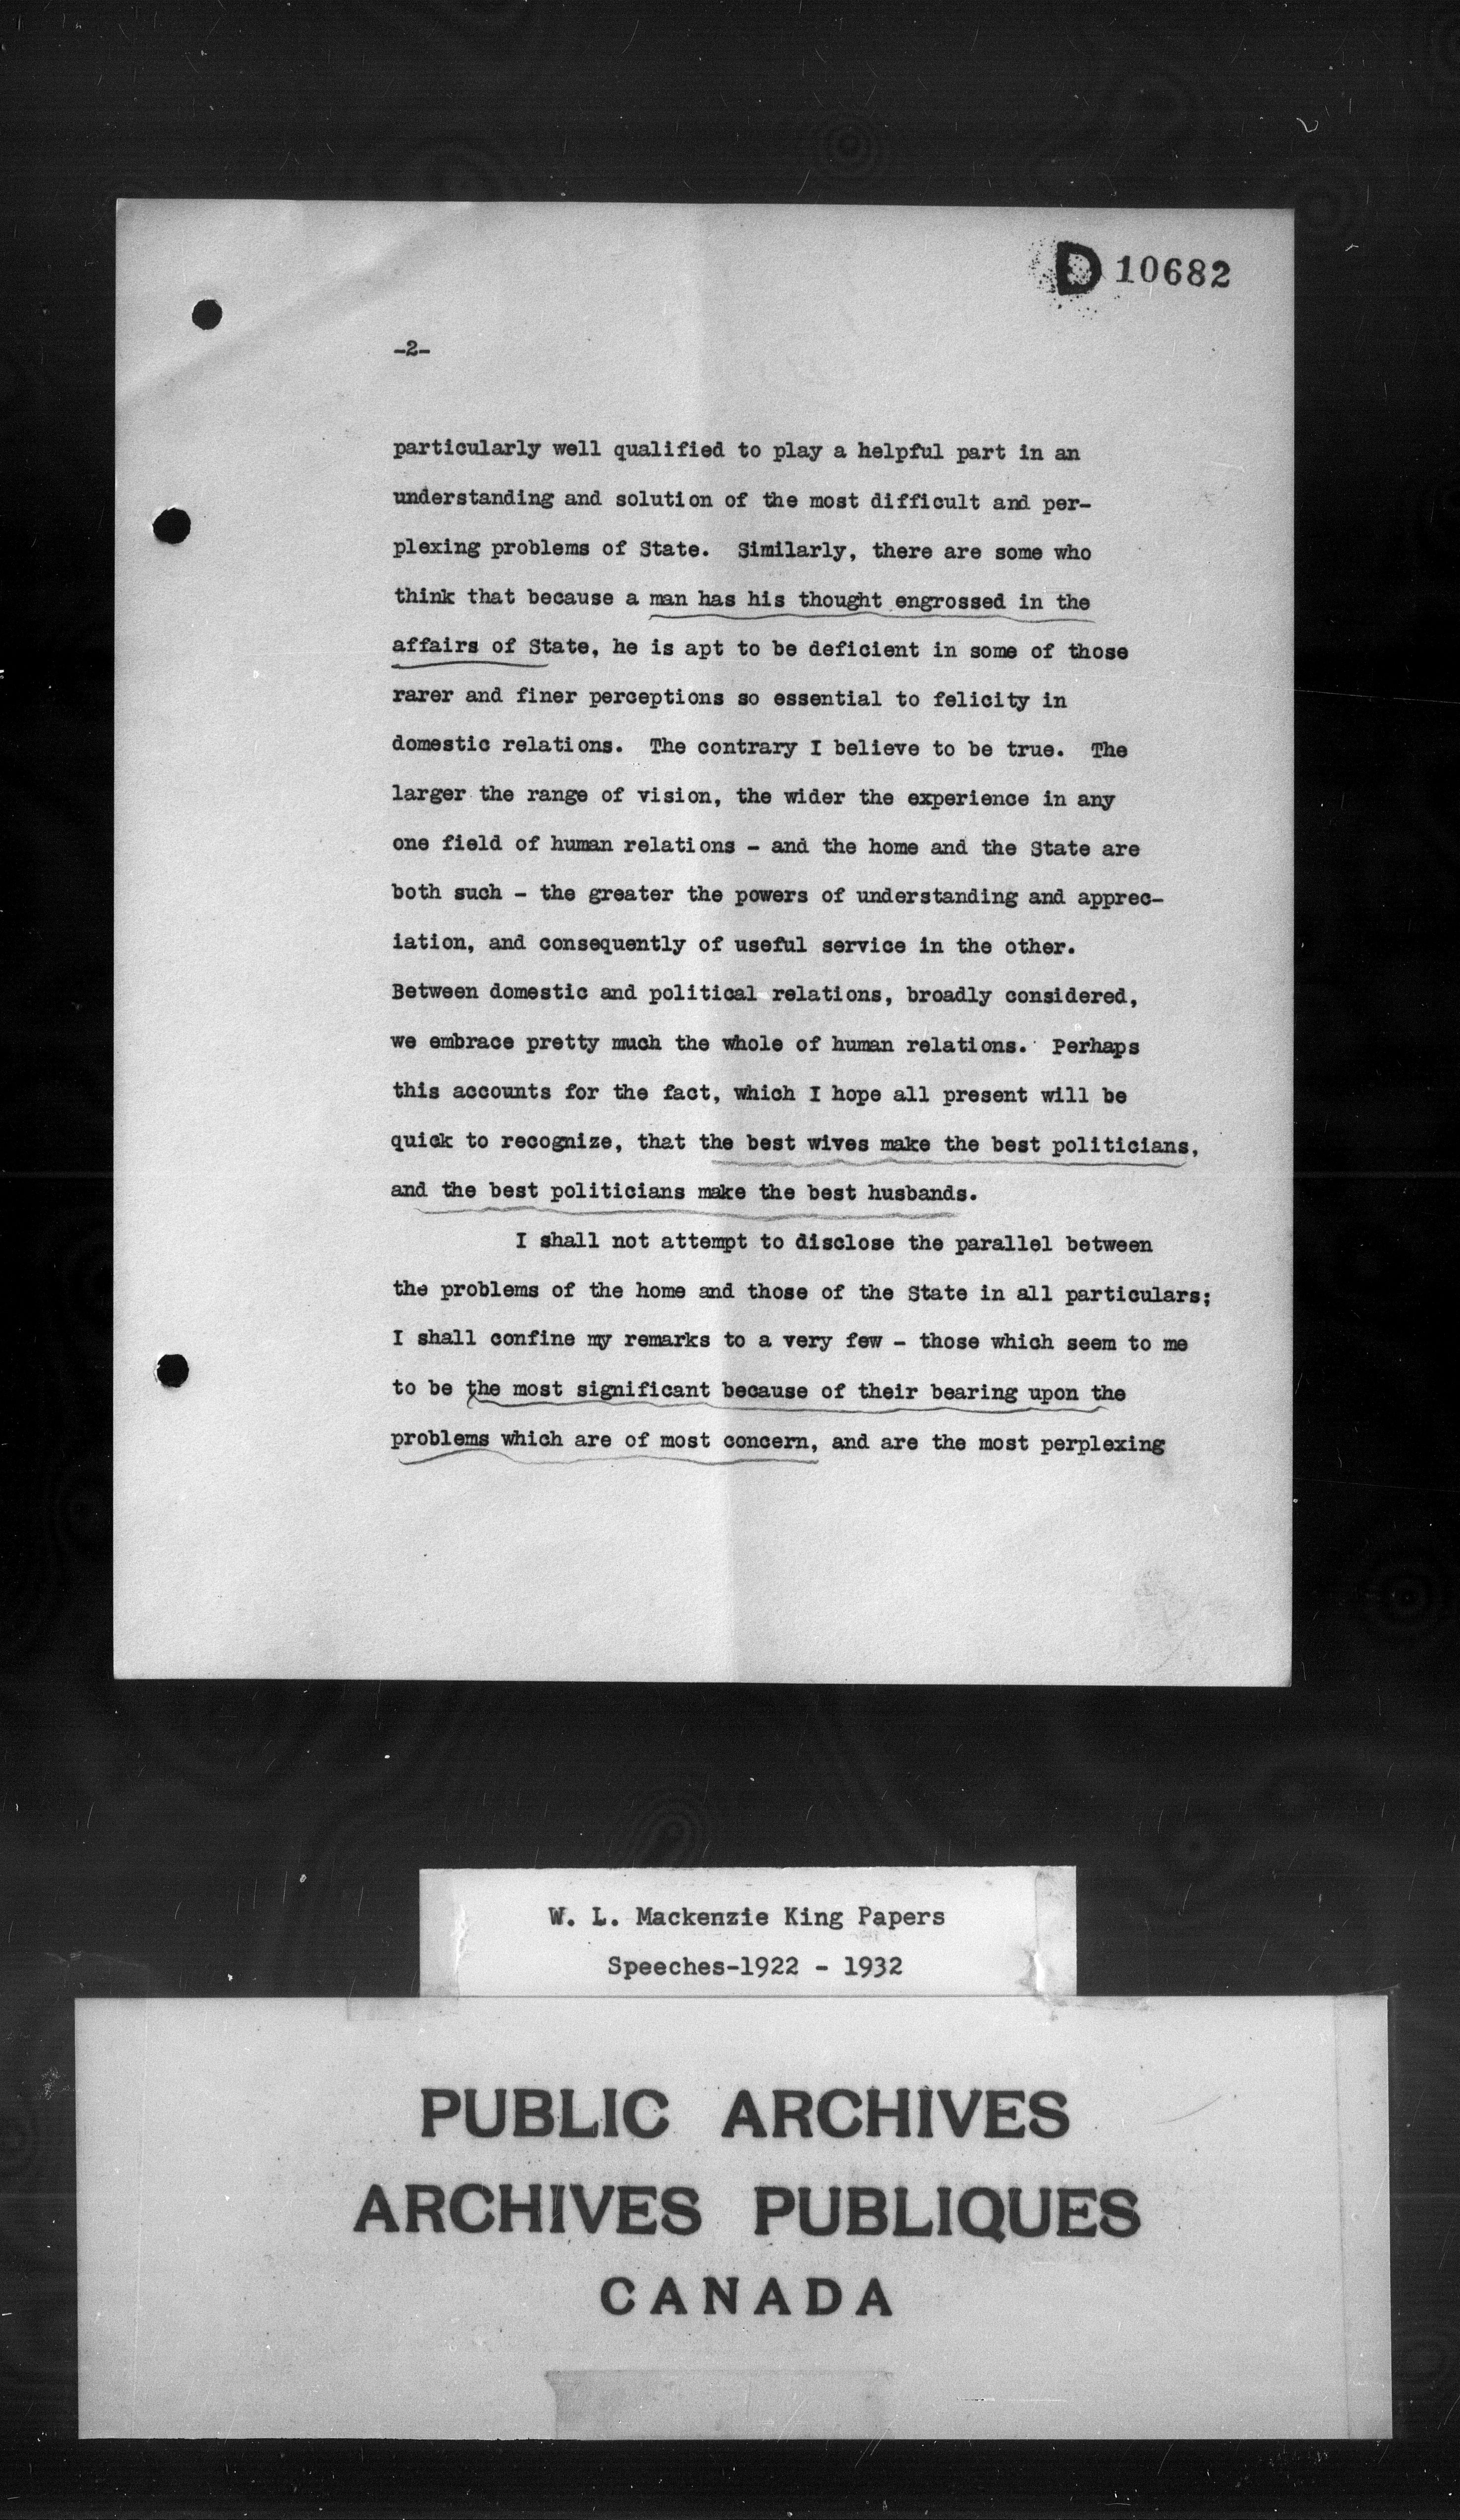 D 10682
-2-
particularly well qualified to play a helpful part in an
understanding and solution of the most difficult and per-
plexing problems of State. Similarly, there are some who
think that because a man has his thought engrossed in the
affairs of State, he is apt to be deficient in some of those
rarer and finer perceptions so essential to felicity in
domestic relations. The contrary I believe to be true. The
larger the range of vision, the wider the experience in any
one field of human relations - and the home and the State are
both such - the greater the powers of understanding and apprec-
iation, and consequently of useful service in the other.
Between domestic and political relations, broadly considered,
we embrace pretty much the whole of human relations. Perhaps
this accounts for the fact, which I hope all present will be
quick to recognize, that the best wives make the best politicians,
and the best politicians make the best husbands.
I shall not attempt to disclose the parallel between
the problems of the home and those of the State in all particulars;
I shall confine my remarks to a very few - those which seem to me
to be the most significant because of their bearing upon the
problems which are of most concern, and are the most perplexing
W. L. Mackenzie King Papers
Speeches-1922 - 1932
PUBLIC ARCHIVES
ARCHIVES PUBLIQUES
CANADA